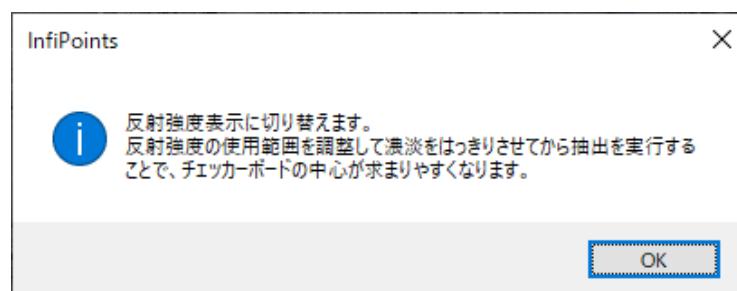 InfiPoints
反射強度表示に切り替えます。
反射強度の使用範囲を調整して濃淡をはっきりさせてから抽出を実行する
ことで、チェッカーボードの中心が求まりやすくなります。
OK